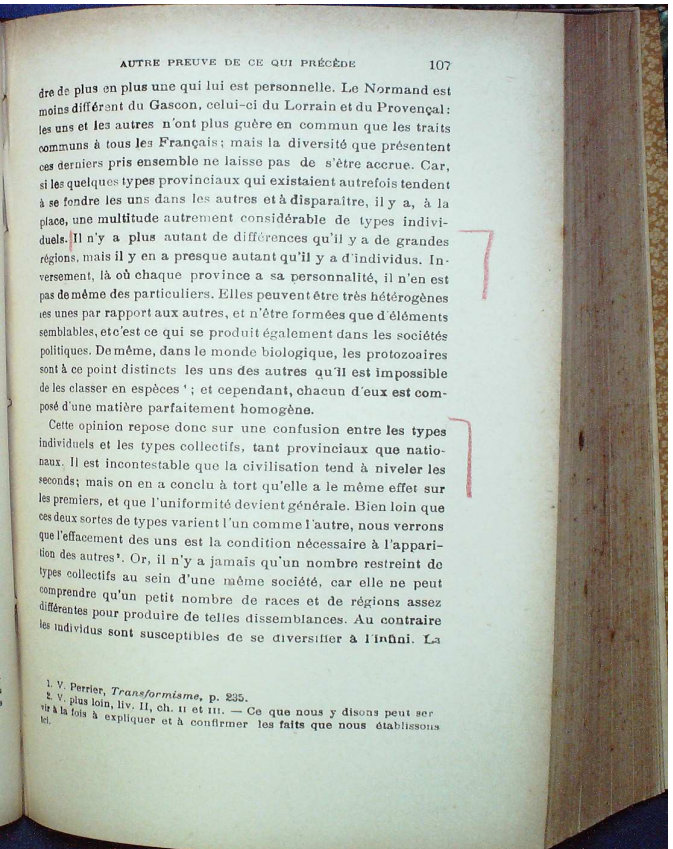 AUTRE PREUVE DE CE QUI PRÉCÈDE 107
dre de plus en plus une qui lui est personnelle. Le Normand est
moins différent du Gascon, celui-ci du Lorrain et du Provençal :
les uns et les autres n'ont plus guère en commun que les traits
communs à tous les Français ; mais la diversité que présentent
ces derniers pris ensemble ne laisse pas de s'être accrue. Car,
si les quelques types provinciaux qui existaient autrefois tendent
à se fondre les uns dans les autres et à disparaître, il y a, à la
place, une multitude autrement considérable de types indivi-
duels. Il n'y a plus autant de différences qu'il y a de grandes
régions, mais il y en a presque autant qu'il y a d'individus. In-
versement, là où chaque province a sa personnalité, il n'en est
pas de même des particuliers. Elles peuvent être très hétérogènes
les unes par rapport aux autres, et n'être formées que d'éléments
semblables, et c'est ce qui se produit également dans les sociétés
politiques. De même, dans le monde biologique, les protozoaires
sont à ce point distincts les uns des autres qu'il est impossible
de les classer en espèces ¹ ; et cependant, chacun d'eux est com-
posé d'une matière parfaitement homogène.
Cette opinion repose donc sur une confusion entre les types
individuels et les types collectifs, tant provinciaux que natio-
naux. Il est incontestable que la civilisation tend à niveler les
seconds ; mais on en a conclu à tort qu'elle a le même effet sur
les premiers, et que l'uniformité devient générale. Bien loin que
ces deux sortes de types varient l'un comme l'autre, nous verrons
que l'effacement des uns est la condition nécessaire à l'appari-
tion des autres ². Or, il n'y a jamais qu'un nombre restreint de
types collectifs au sein d'une même société, car elle ne peut
comprendre qu'un petit nombre de races et de régions assez
différentes pour produire de telles dissemblances. Au contraire
les individus sont susceptibles de se diversifier à l'infini. La
1. V. Perrier, Transformisme, p. 235.
2. V. plus loin, liv. II, ch. II et III. — Ce que nous y disons peut ser
vir à la fois à expliquer et à confirmer les faits que nous établissons
ici.